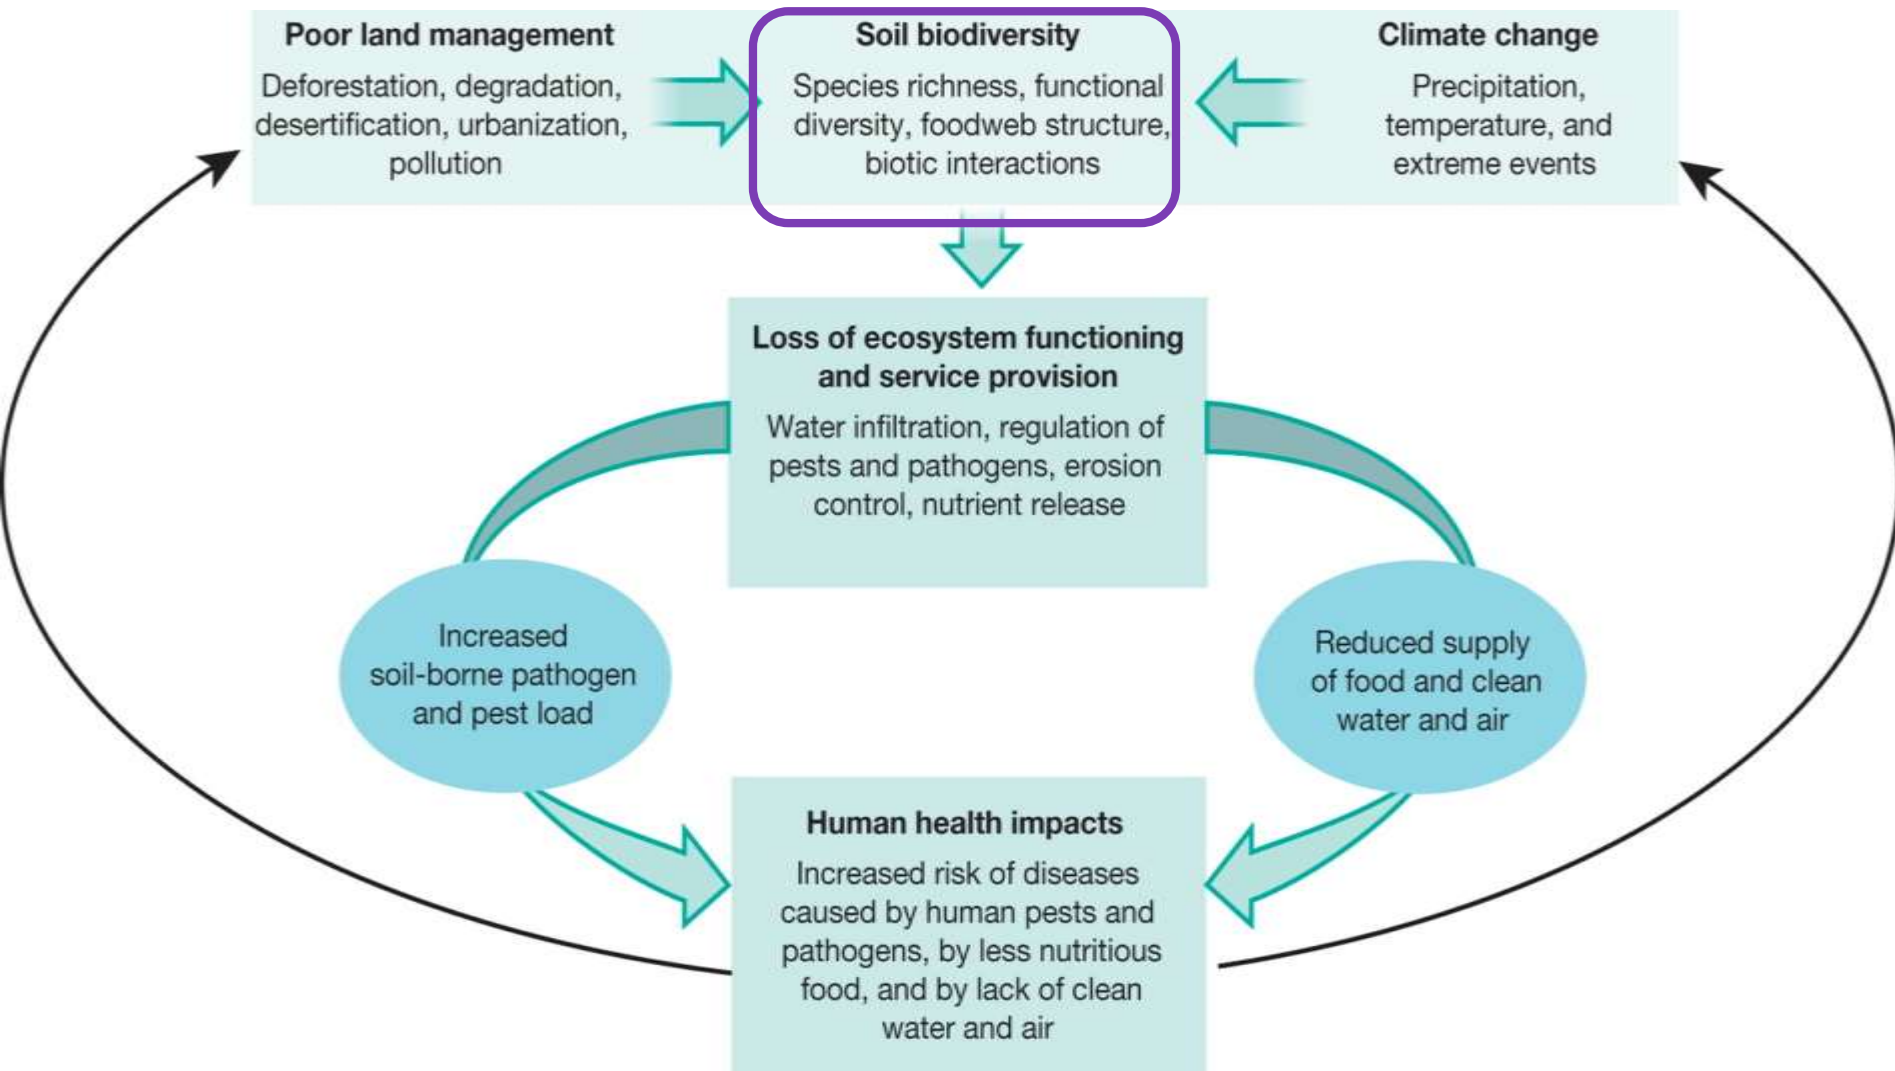 Poor land management
Deforestation, degradation,
desertification, urbanization,
pollution
Soil biodiversity
Species richness, functional
diversity, foodweb structure,
biotic interactions
Climate change
Precipitation,
temperature, and
extreme events
Loss of ecosystem functioning
and service provision
Water infiltration, regulation of
pests and pathogens, erosion
control, nutrient release
Increased
soil-borne pathogen
and pest load
Reduced supply
of food and clean
water and air
Human health impacts
Increased risk of diseases
caused by human pests and
pathogens, by less nutritious
food, and by lack of clean
water and air